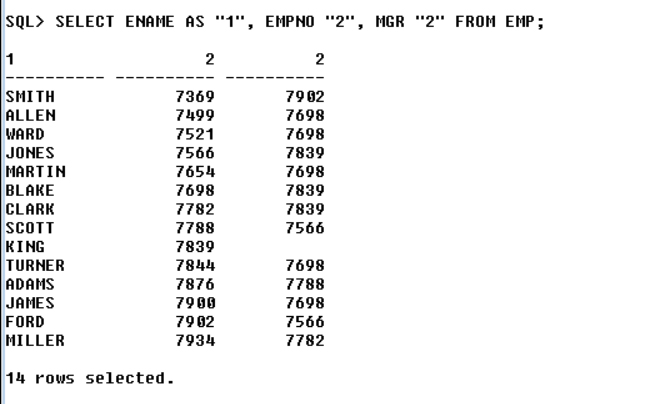 SQL> SELECT ENAME AS "1", EMPNO "2", MGR "2" FROM EMP;
1 2 2
---------- ---------- ----------
SMITH 7369 7902
ALLEN 7499 7698
WARD 7521 7698
JONES 7566 7839
MARTIN 7654 7698
BLAKE 7698 7839
CLARK 7782 7839
SCOTT 7788 7566
KING 7839
TURNER 7844 7698
ADAMS 7876 7788
JAMES 7900 7698
FORD 7902 7566
MILLER 7934 7782
14 rows selected.